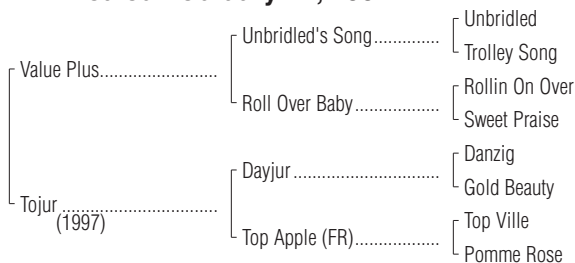 Unbridled
Unbridled's Song..............
Trolley Song
Value Plus.........................
Rollin On Over
Roll Over Baby..................
Sweet Praise
Danzig
Dayjur ...............................
Gold Beauty
Tojur .................................
(1997)
Top Ville
Top Apple (FR)..................
Pomme Rose